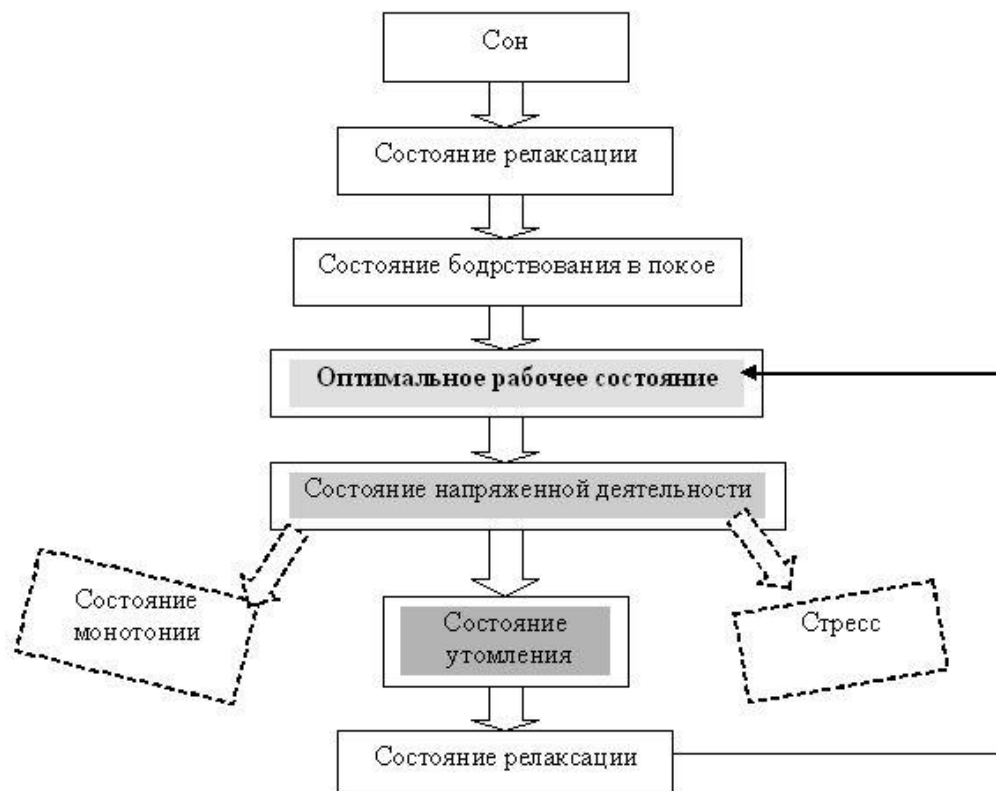 Сон
Состояние релаксации
Состояние бодрствования в покое
Оптимальное рабочее состояние
Состояние напряженной деятельности
Состояние
монотонии
Состояние
утомления
Стресс
Состояние релаксации